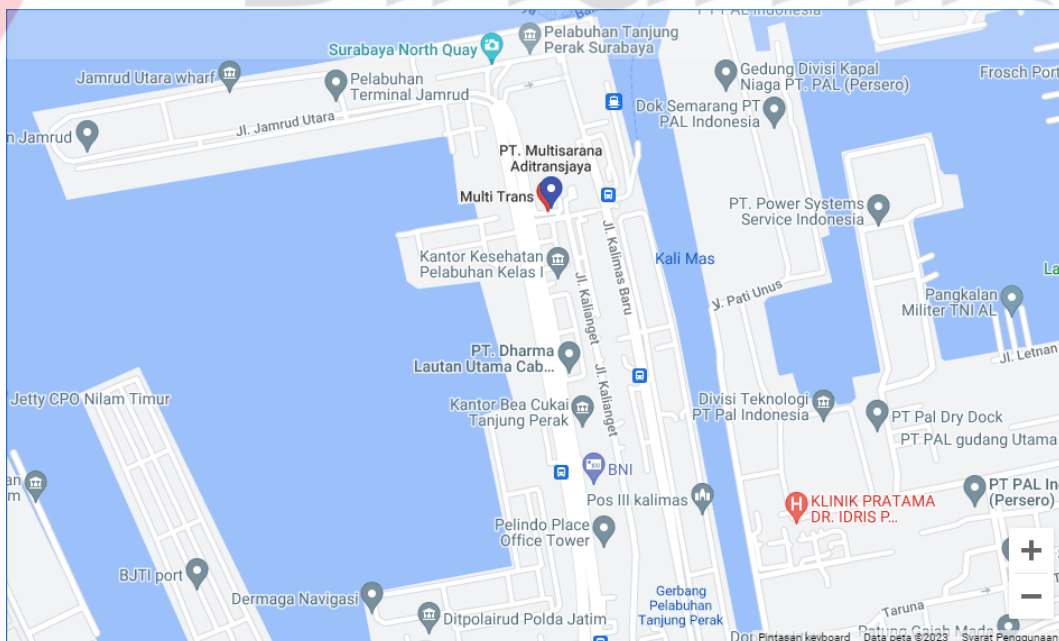 PT PAL Indonesia
Pelabuhan Tanjung
Perak Surabaya
Surabaya North Quay
Gedung Divisi Kapal
Niaga PT. PAL (Persero)
Frosch Port
Jamrud Utara wharf
Pelabuhan
Terminal Jamrud
Dok Semarang PT
PAL Indonesia
Jl. Jamrud Utara
n Jamrud
PT. Multisarana
Aditransjaya
Multi Trans
PT. Power Systems
Service Indonesia
Jl. Kalimas Baru
Kantor Kesehatan
Pelabuhan Kelas I
Kali Mas
La
Jl. Kalianget
Jl. Pati Unus
Pangkalan
Militer TNI AL
PT. Dharma
Lautan Utama Cab...
Jl. Letnan
Jl. Kalianget
Jetty CPO Nilam Timur
Kantor Bea Cukai
Tanjung Perak
Divisi Teknologi
PT Pal Indonesia
PT Pal Dry Dock
PT PAL gudang Utama
BNI
Pos III kalimas
KLINIK PRATAMA
DR. IDRIS P...
PT PAL In
(Persero)
Pelindo Place
Office Tower
BJTI port
Dermaga Navigasi
Ditpolairud Polda Jatim
Gerbang
Pelabuhan
Tanjung Perak
Taruna
Patung Gajah Mada
Pintasan keyboard Data peta ©2023 Syarat Penggunaan